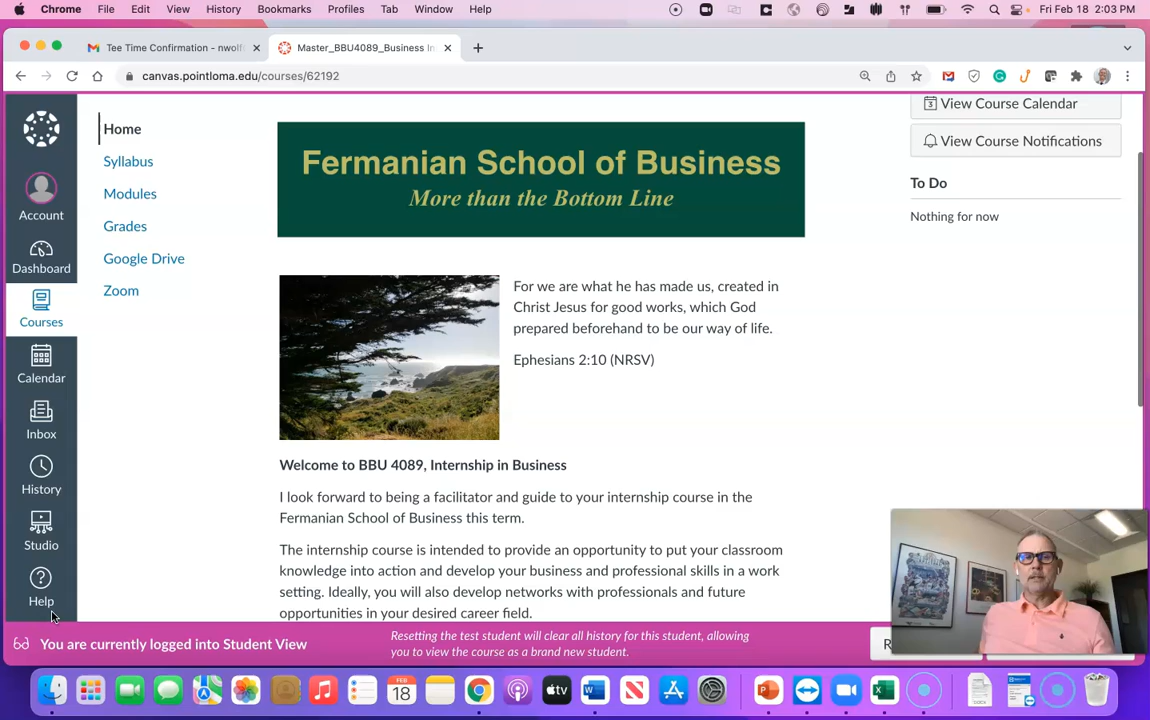 Chrome File Edit View History Bookmarks Profiles Tab Window Help Fri Feb 18 2:03 PM
Tee Time Confirmation - nwolf
Master_BBU4089_Business In
canvas.pointloma.edu/courses/62192
Account
Dashboard
Courses
Calendar
Inbox
History
Studio
Help
Home
Syllabus
Modules
Grades
Google Drive
Zoom
Fermanian School of Business
More than the Bottom Line
For we are what he has made us, created in
Christ Jesus for good works, which God
prepared beforehand to be our way of life.
Ephesians 2:10 (NRSV)
Welcome to BBU 4089, Internship in Business
I look forward to being a facilitator and guide to your internship course in the
Fermanian School of Business this term.
The internship course is intended to provide an opportunity to put your classroom
knowledge into action and develop your business and professional skills in a work
setting. Ideally, you will also develop networks with professionals and future
opportunities in your desired career field.
View Course Calendar
View Course Notifications
To Do
Nothing for now
You are currently logged into Student View
Resetting the test student will clear all history for this student, allowing
you to view the course as a brand new student.
R
FEB
18
tv